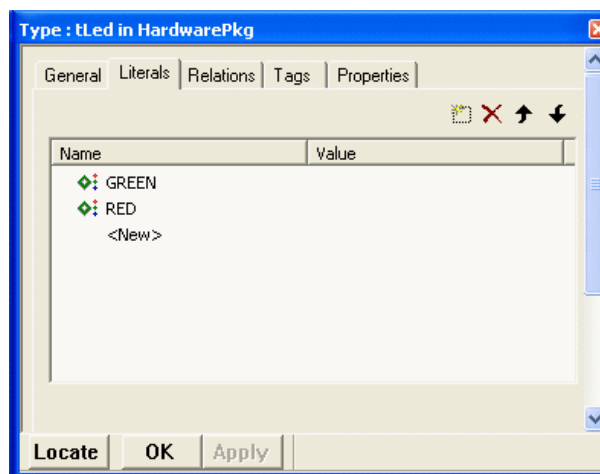 Type : tLed in HardwarePkg
General Literals Relations Tags Properties
Name Value
GREEN
RED
<New>
Locate OK Apply